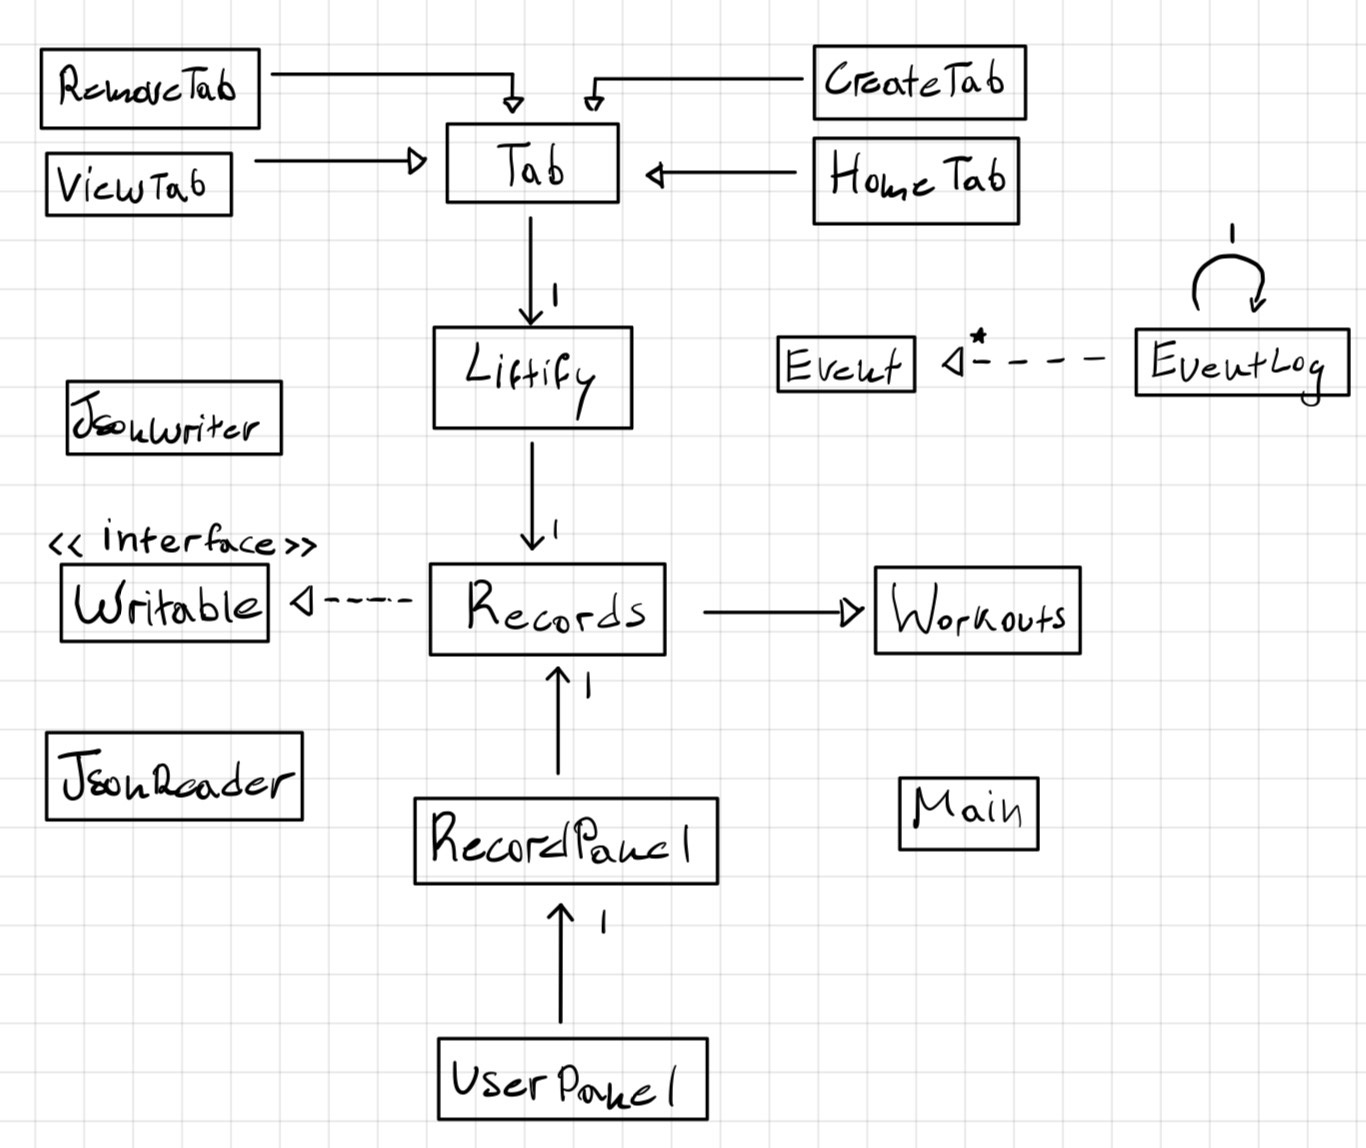 RemoveTab
CreateTab
Tab
ViewTab
HomeTab
1
1
Liftify
*
Event
EventLog
JsonWriter
1
<< interface >>
Writable
Records
Workouts
1
JsonReader
Main
RecordPanel
1
UserPanel